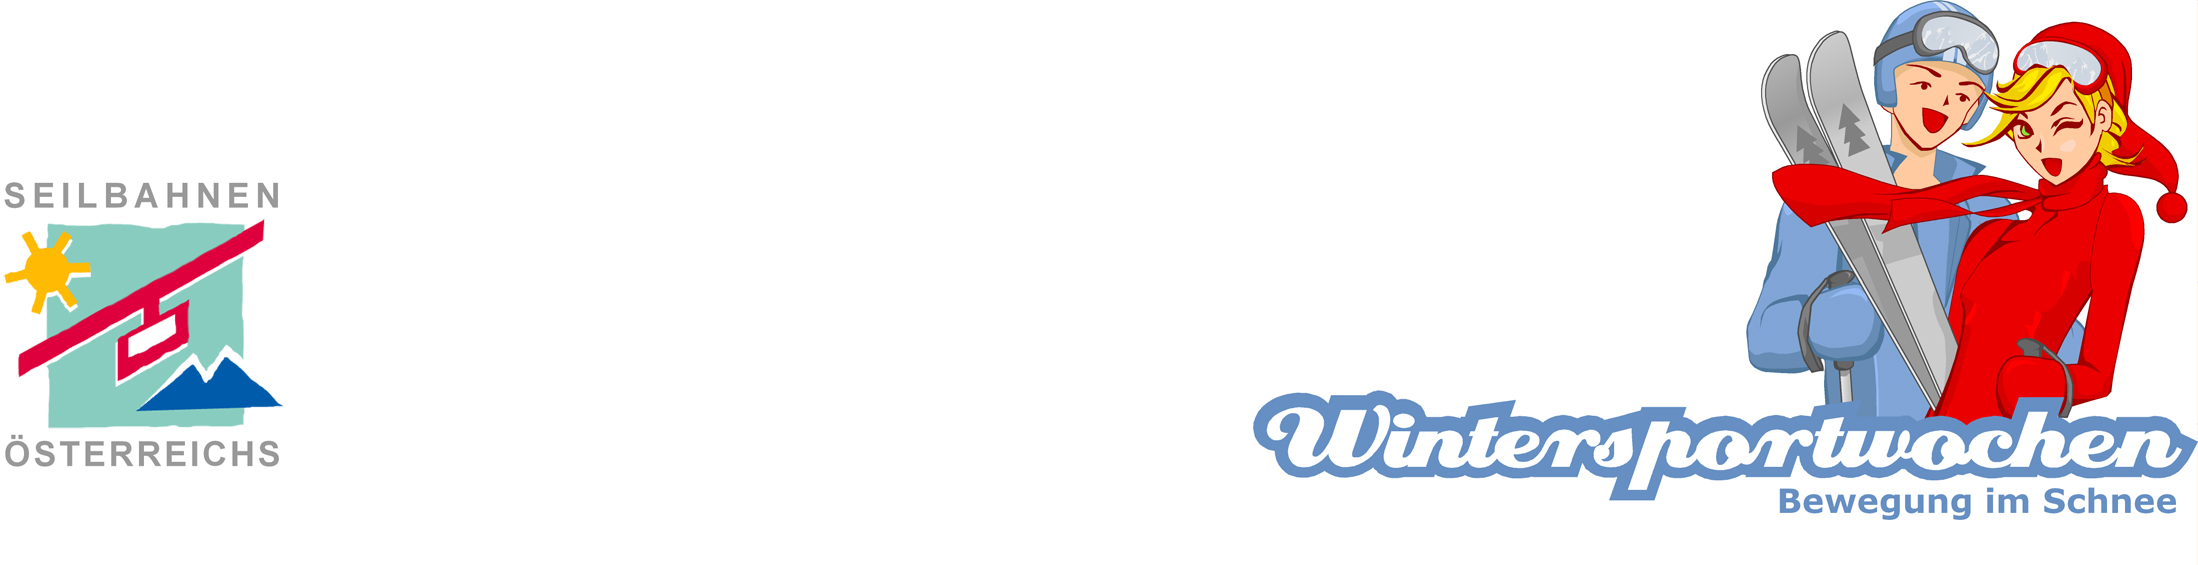 SEILBAHNEN
ÖSTERREICHS
Wintersportwochen
Bewegung im Schnee